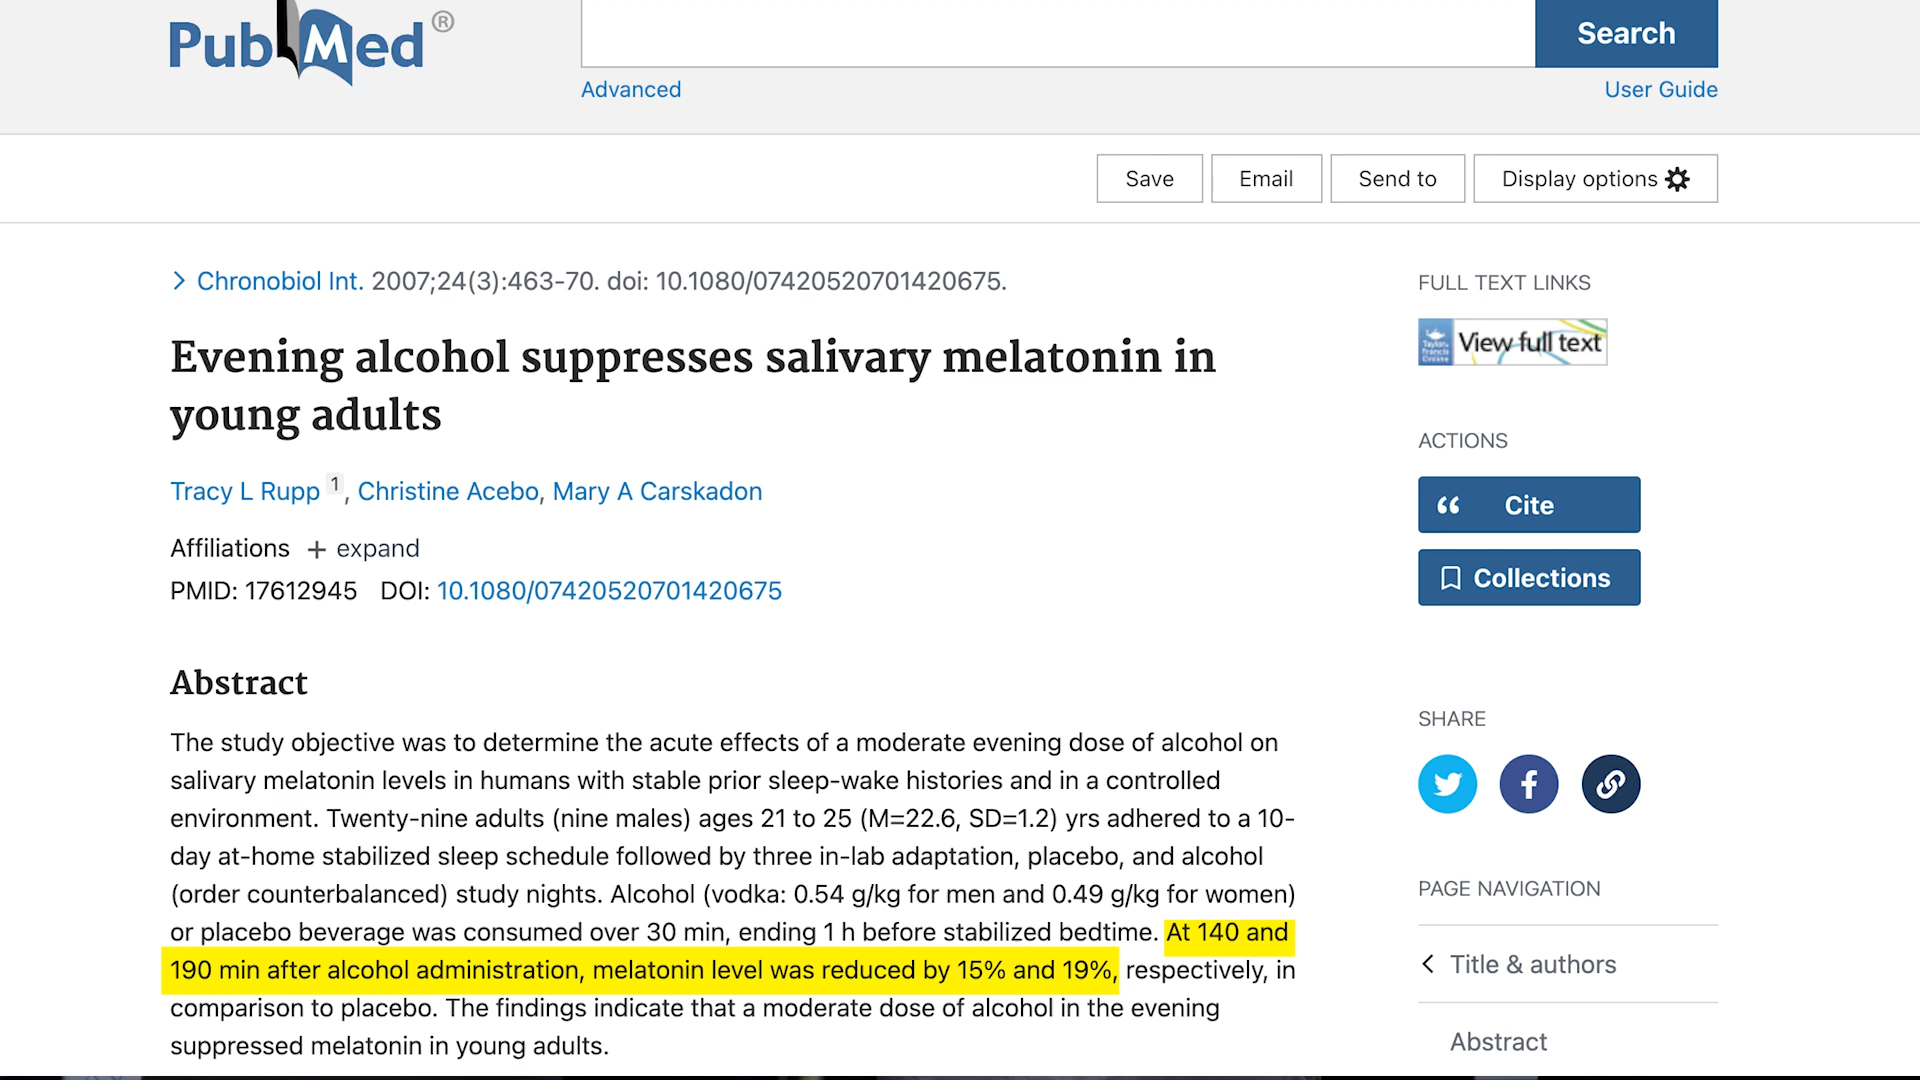 PubMed®
Search
Advanced
User Guide
Save
Email
Send to
Display options
Chronobiol Int. 2007;24(3):463-70. doi: 10.1080/07420520701420675.
Evening alcohol suppresses salivary melatonin in
young adults
Tracy L Rupp 1, Christine Acebo, Mary A Carskadon
Affiliations + expand
PMID: 17612945 DOI: 10.1080/07420520701420675
Abstract
The study objective was to determine the acute effects of a moderate evening dose of alcohol on
salivary melatonin levels in humans with stable prior sleep-wake histories and in a controlled
environment. Twenty-nine adults (nine males) ages 21 to 25 (M=22.6, SD=1.2) yrs adhered to a 10-
day at-home stabilized sleep schedule followed by three in-lab adaptation, placebo, and alcohol
(order counterbalanced) study nights. Alcohol (vodka: 0.54 g/kg for men and 0.49 g/kg for women)
or placebo beverage was consumed over 30 min, ending 1 h before stabilized bedtime. At 140 and
190 min after alcohol administration, melatonin level was reduced by 15% and 19%, respectively, in
comparison to placebo. The findings indicate that a moderate dose of alcohol in the evening
suppressed melatonin in young adults.
FULL TEXT LINKS
Taylor & Francis Online
View full text
ACTIONS
Cite
Collections
SHARE
PAGE NAVIGATION
Title & authors
Abstract